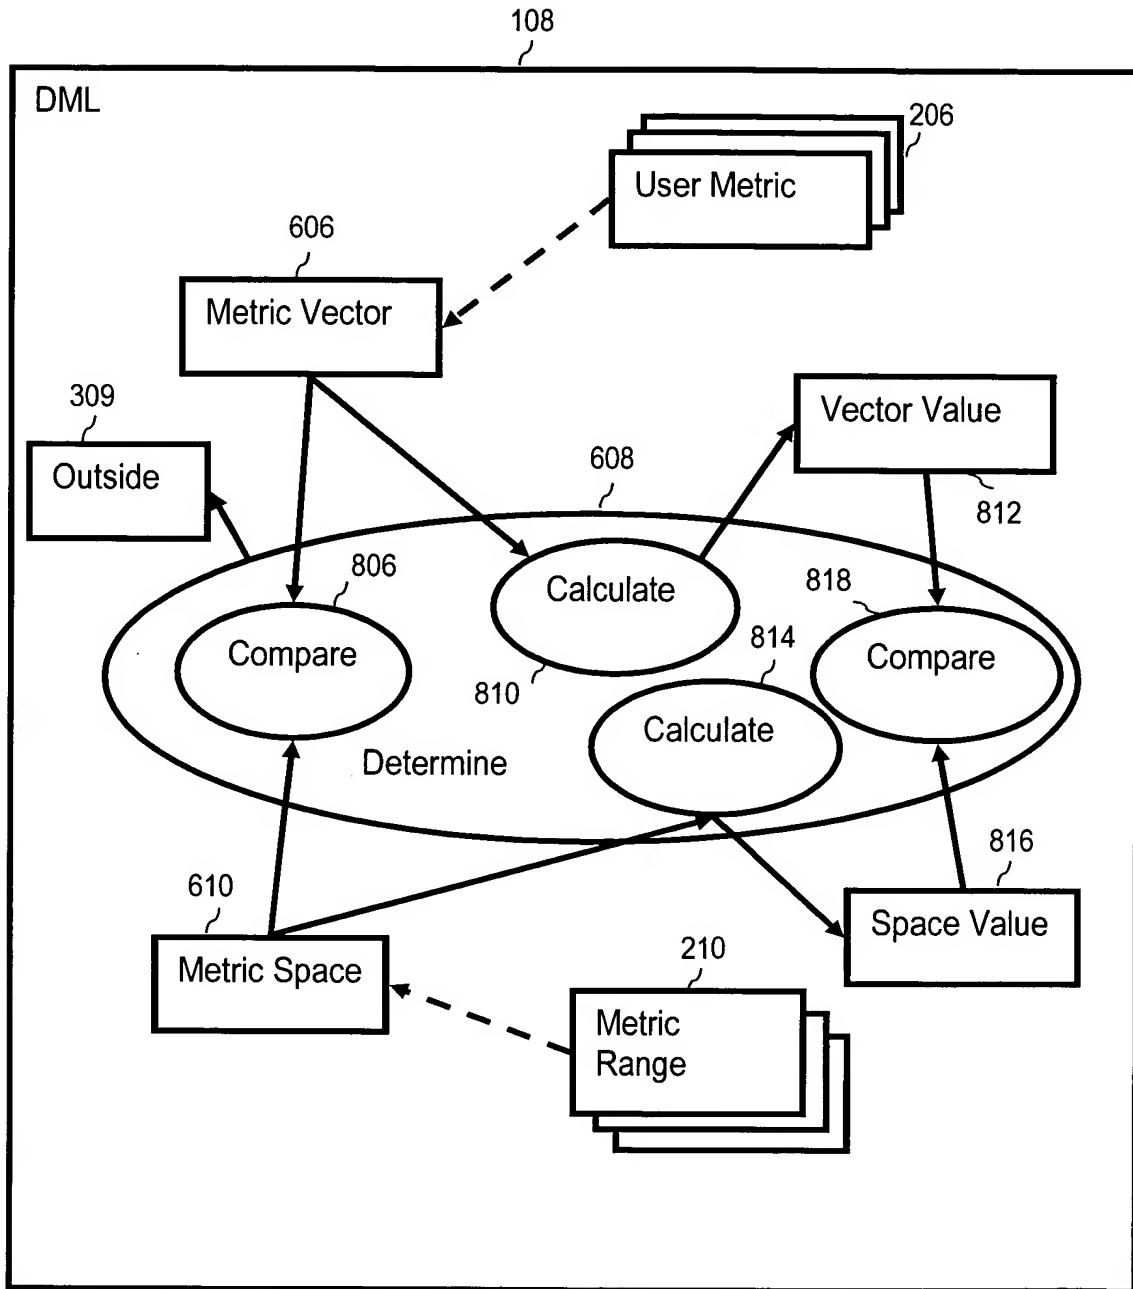 108
DML
206
User Metric
606
Metric Vector
309
Outside
Vector Value
812
608
806
Compare
Calculate
810
818
Compare
814
Calculate
Determine
610
Metric Space
816
Space Value
210
Metric
Range